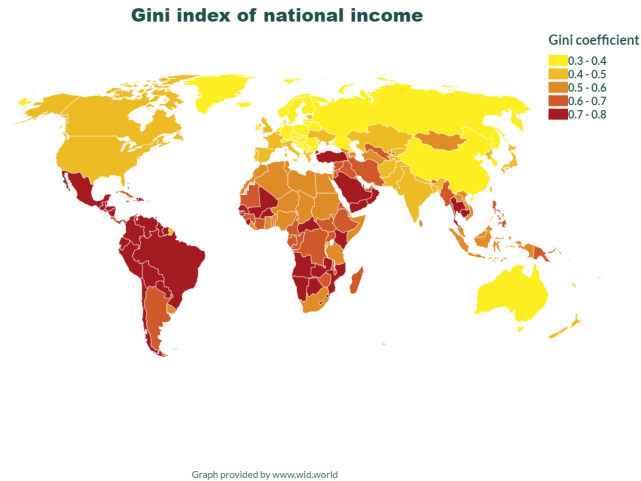 Gini index of national income
Gini coefficient
0.3 - 0.4
0.4 - 0.5
0.5 - 0.6
0.6 - 0.7
0.7 - 0.8
Graph provided by www.wid.world